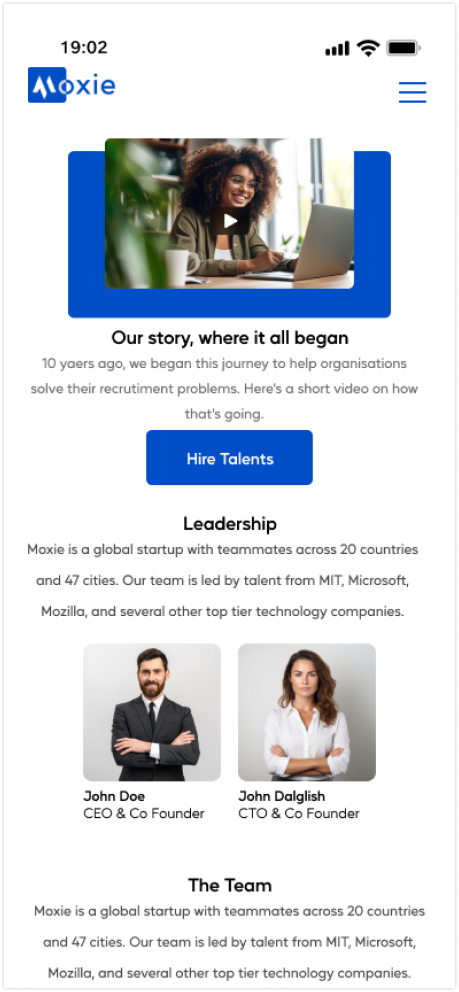 19:02
Moxie
Our story, where it all began
10 yaers ago, we began this journey to help organisations
solve their recrutiment problems. Here's a short video on how
that's going.
Hire Talents
Leadership
Moxie is a global startup with teammates across 20 countries
and 47 cities. Our team is led by talent from MIT, Microsoft,
Mozilla, and several other top tier technology companies.
John Doe
CEO & Co Founder
John Dalglish
CTO & Co Founder
The Team
Moxie is a global startup with teammates across 20 countries
and 47 cities. Our team is led by talent from MIT, Microsoft,
Mozilla, and several other top tier technology companies.